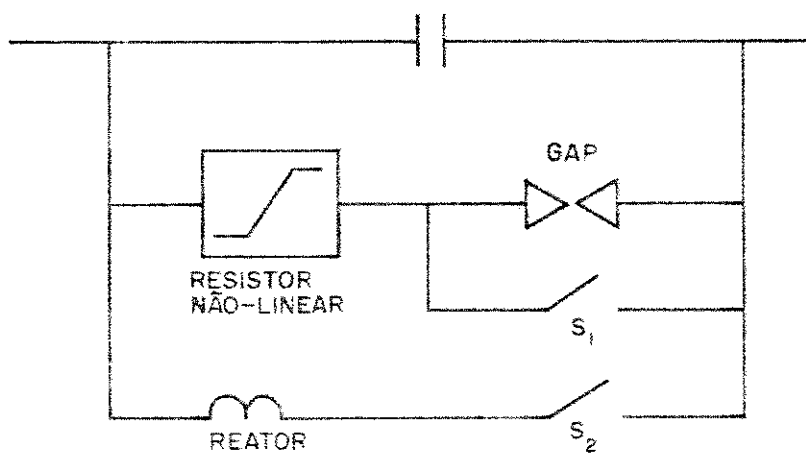 GAP
RESISTOR
NÃO-LINEAR
S1
REATOR
S2